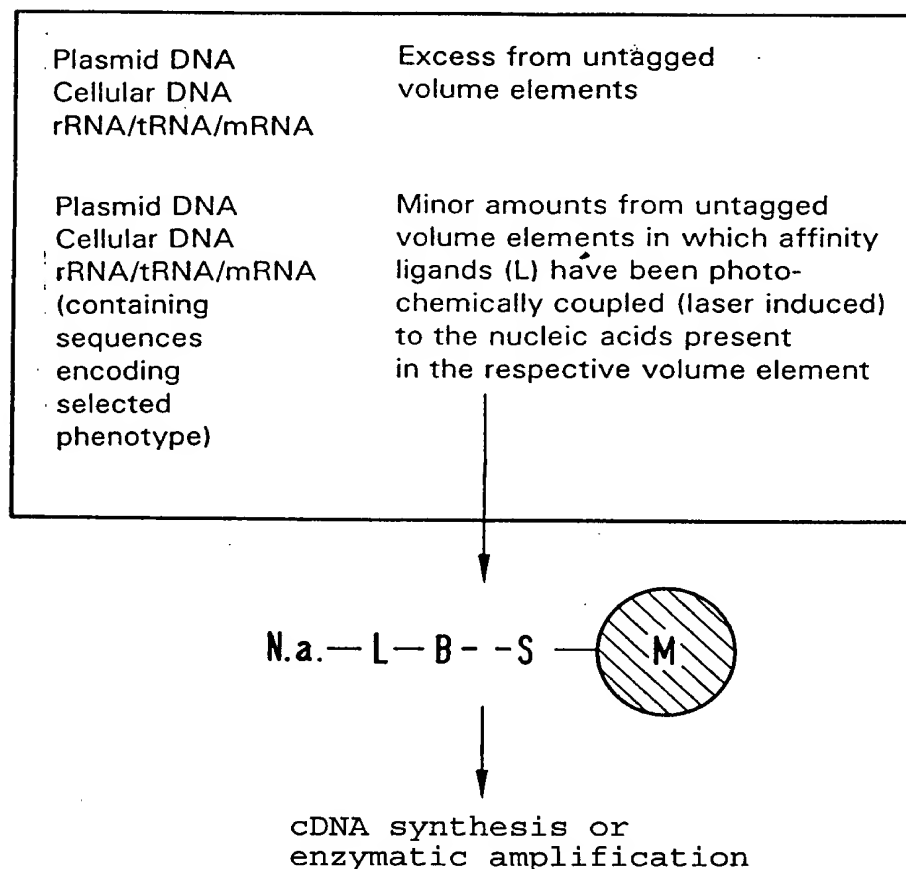 Plasmid DNA
Cellular DNA
rRNA/tRNA/mRNA
Excess from untagged
volume elements
Plasmid DNA
Cellular DNA
rRNA/tRNA/mRNA
(containing
sequences
encoding
selected
phenotype)
Minor amounts from untagged
volume elements in which affinity
ligands (L) have been photo-
chemically coupled (laser induced)
to the nucleic acids present
in the respective volume element
N.a.—L—B--S—M
cDNA synthesis or
enzymatic amplification